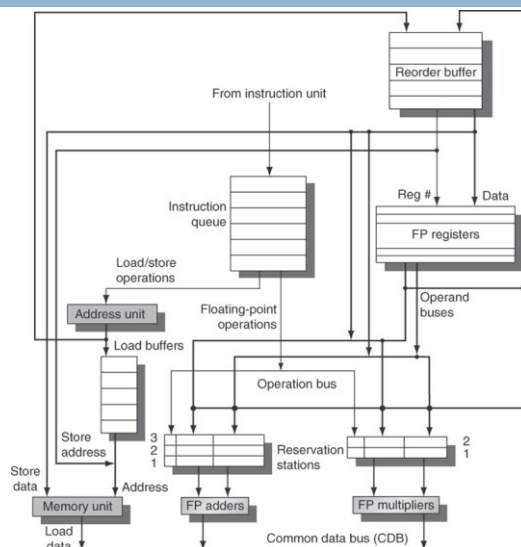 Reorder buffer
From instruction unit
Reg #
Data
Instruction
queue
FP registers
Load/store
operations
Operand
buses
Address unit
Floating-point
operations
Load buffers
Operation bus
Store
address
3
2
1
Reservation
stations
2
1
Store
data
Address
Memory unit
FP adders
FP multipliers
Load
data
Common data bus (CDB)